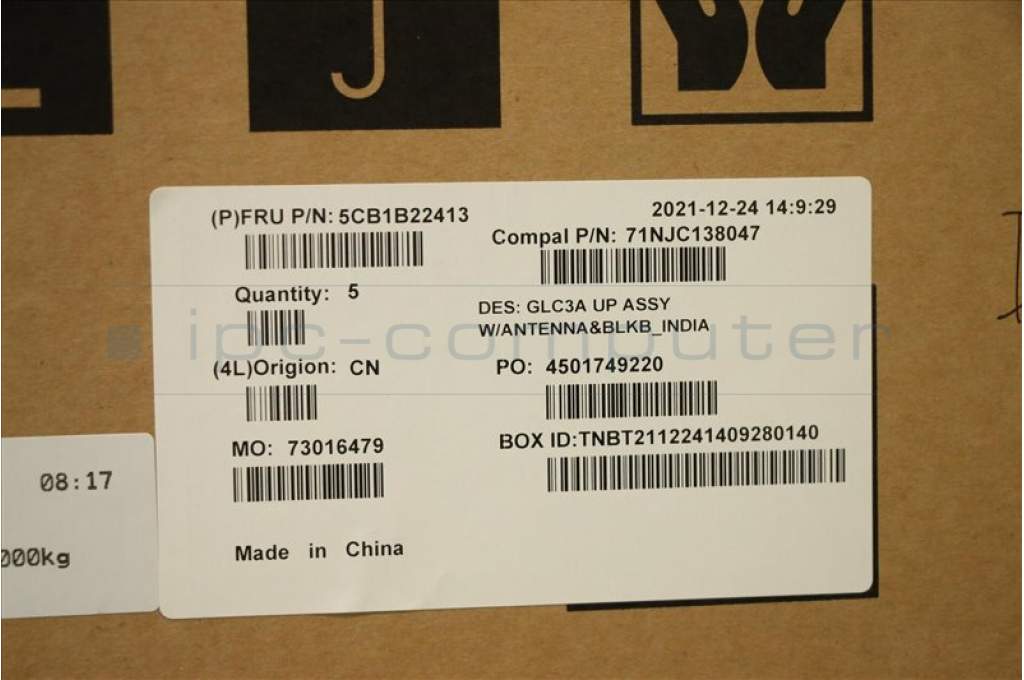 (P)FRU P/N: 5CB1B22413
2021-12-24 14:9:29
Compal P/N: 71NJC138047
Quantity: 5
DES: GLC3A UP ASSY
W/ANTENNA&BLKB_INDIA
ipc-computer
(4L)Origion: CN
PO: 4501749220
MO: 73016479
BOX ID:TNBT2112241409280140
Made in China
08:17
000kg